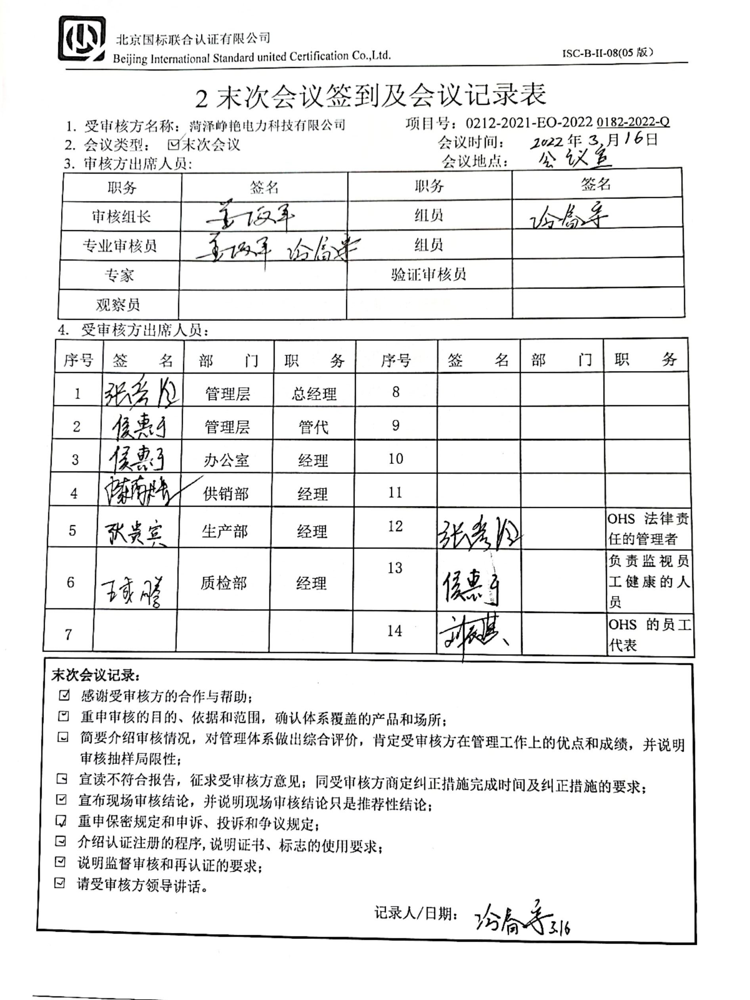 北京国标联合认证有限公司
Beijing International Standard united Certification Co.,Ltd.
ISC-B-II-08(05 版)
2 末次会议签到及会议记录表
1. 受审核方名称：菏泽峥艳电力科技有限公司 项目号：0212-2021-EO-2022 0182-2022-Q
2. 会议类型： ☑末次会议 会议时间： 2022年3月16日
3. 审核方出席人员: 会议地点： 会议室
职务 签名 职务 签名
审核组长 组员
专业审核员 组员
专家 验证审核员
观察员
4. 受审核方出席人员：
序号 签 名 部 门 职 务 序号 签 名 部 门 职 务
1 管理层 总经理 8
2 管理层 管代 9
3 办公室 经理 10
4 供销部 经理 11
5 张贵宾 生产部 经理 12 OHS 法律责
任的管理者
6 质检部 经理 13 负责监视员
工健康的人
员
7 14 OHS 的员工
代表
末次会议记录：
☑ 感谢受审核方的合作与帮助；
☑ 重申审核的目的、依据和范围，确认体系覆盖的产品和场所；
☑ 简要介绍审核情况，对管理体系做出综合评价，肯定受审核方在管理工作上的优点和成绩，并说明
审核抽样局限性；
☑ 宣读不符合报告，征求受审核方意见；同受审核方商定纠正措施完成时间及纠正措施的要求；
☑ 宣布现场审核结论，并说明现场审核结论只是推荐性结论；
☑ 重申保密规定和申诉、投诉和争议规定；
☑ 介绍认证注册的程序,说明证书、标志的使用要求；
☑ 说明监督审核和再认证的要求；
☑ 请受审核方领导讲话。
记录人/日期： 3.16